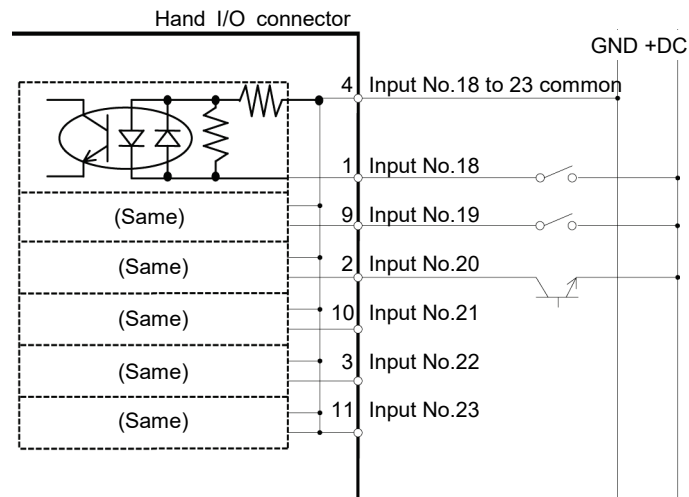 Hand I/O connector
GND +DC
4 Input No.18 to 23 common
1 Input No.18
(Same) 9 Input No.19
(Same) 2 Input No.20
(Same) 10 Input No.21
(Same) 3 Input No.22
(Same) 11 Input No.23